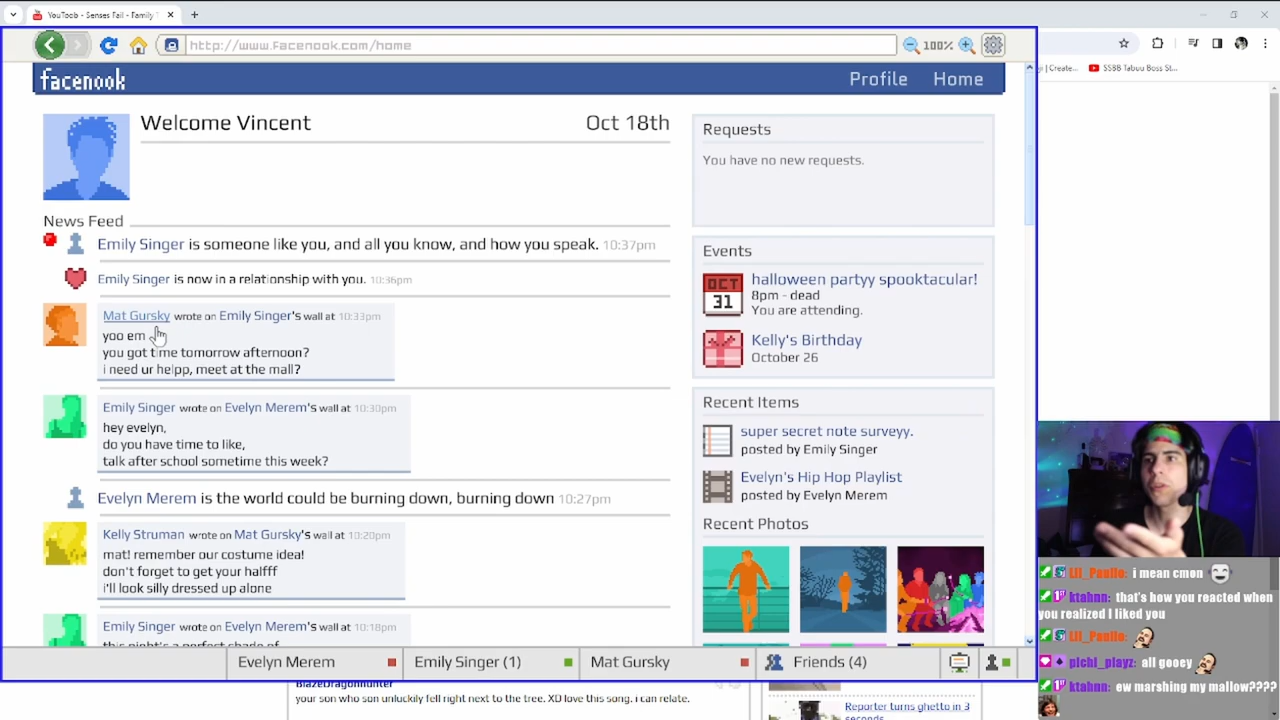 YouToob - Senses Fail - Family T
http://www.facenook.com/home
100%
facenook
Profile Home
Welcome Vincent
Oct 18th
News Feed
Emily Singer is someone like you, and all you know, and how you speak. 10:37pm
Emily Singer is now in a relationship with you. 10:36pm
Mat Gursky wrote on Emily Singer's wall at 10:33pm
yoo em
you got time tomorrow afternoon?
i need ur helpp, meet at the mall?
Emily Singer wrote on Evelyn Merem's wall at 10:30pm
hey evelyn,
do you have time to like,
talk after school sometime this week?
Evelyn Merem is the world could be burning down, burning down 10:27pm
Kelly Struman wrote on Mat Gursky's wall at 10:20pm
mat! remember our costume idea!
don't forget to get your halfff
i'll look silly dressed up alone
Emily Singer wrote on Evelyn Merem's wall at 10:18pm
this night's a perfect shade of
Requests
You have no new requests.
Events
OCT
31
halloween partyy spooktacular!
8pm - dead
You are attending.
Kelly's Birthday
October 26
Recent Items
super secret note surveyy.
posted by Emily Singer
Evelyn's Hip Hop Playlist
posted by Evelyn Merem
Recent Photos
Evelyn Merem
Emily Singer (1)
Mat Gursky
Friends (4)
BlazeDragonhunter
your son who son unluckily fell right next to the tree. XD love this song. i can relate.
Reporter turns ghetto in 3
seconds
| Create...
SSBB Tabuu Boss St...
Lil_Paulio: i mean cmon
ktahnn: that's how you reacted when
you realized I liked you
Lil_Paulio:
pichi_playz: all gooey
ktahnn: ew marshing my mallow????